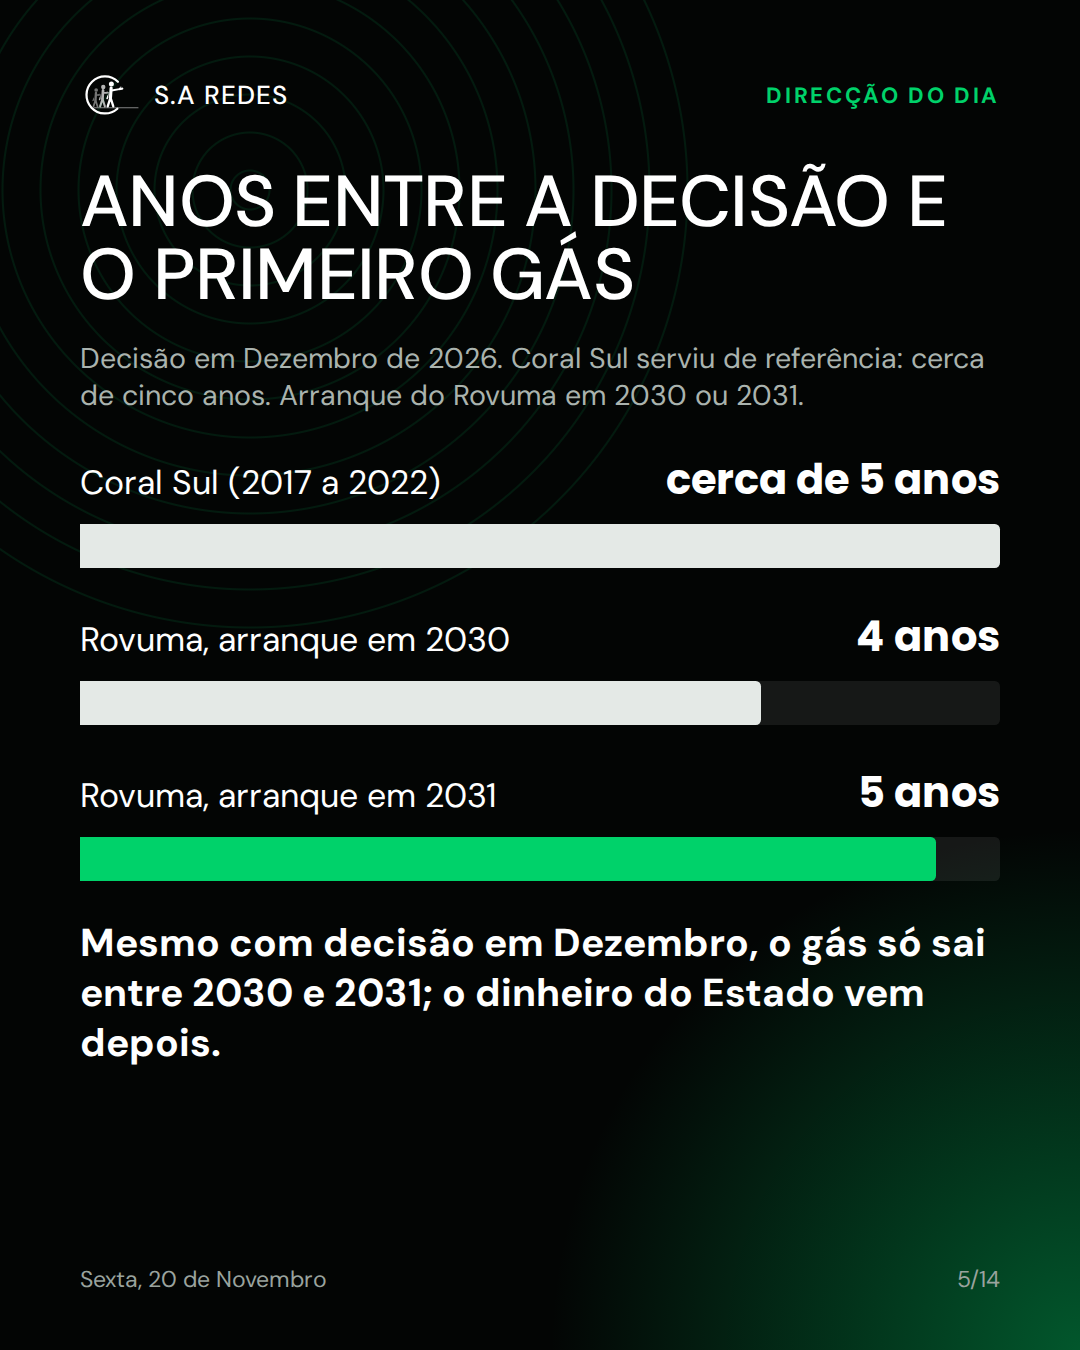 S.A REDES
DIRECÇÃO DO DIA
ANOS ENTRE A DECISÃO E
O PRIMEIRO GÁS
Decisão em Dezembro de 2026. Coral Sul serviu de referência: cerca
de cinco anos. Arranque do Rovuma em 2030 ou 2031.
Coral Sul (2017 a 2022)
cerca de 5 anos
Rovuma, arranque em 2030
4 anos
Rovuma, arranque em 2031
5 anos
Mesmo com decisão em Dezembro, o gás só sai
entre 2030 e 2031; o dinheiro do Estado vem
depois.
Sexta, 20 de Novembro
5/14